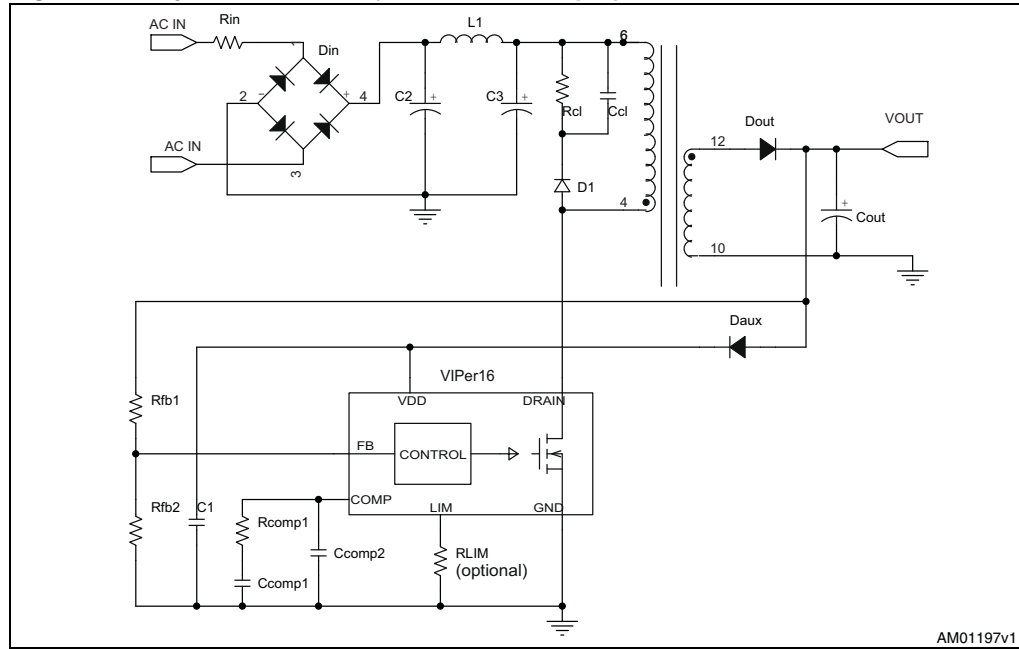 AC IN
Rin
L1
6
1
Din
2
-
+
4
C2
+
C3
+
Rcl
Ccl
AC IN
3
D1
4
12
Dout
VOUT
+
Cout
10
Daux
VIPer16
VDD
DRAIN
Rfb1
FB
CONTROL
COMP
LIM
GND
Rfb2
C1
Rcomp1
Ccomp2
RLIM
(optional)
Ccomp1
AM01197v1